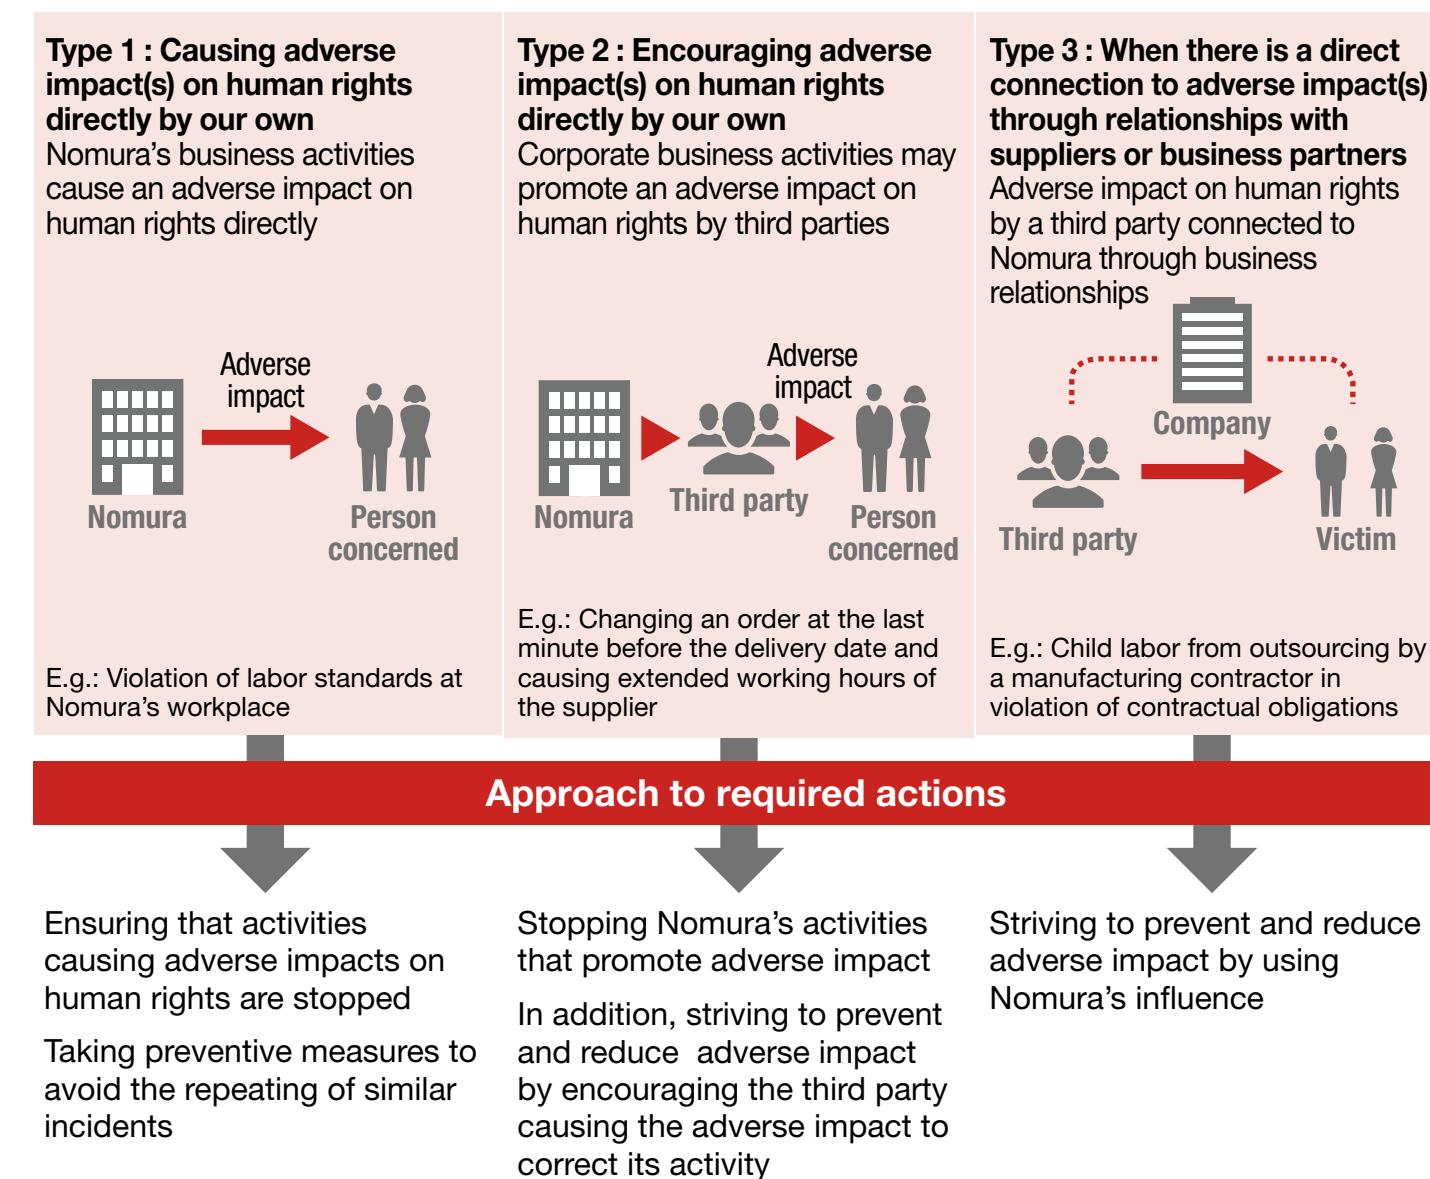 Type 1 : Causing adverse
impact(s) on human rights
directly by our own
Nomura’s business activities
cause an adverse impact on
human rights directly
Adverse
impact
Nomura
Person
concerned
E.g.: Violation of labor standards at
Nomura’s workplace
Type 2 : Encouraging adverse
impact(s) on human rights
directly by our own
Corporate business activities may
promote an adverse impact on
human rights by third parties
Adverse
impact
Nomura
Third party
Person
concerned
E.g.: Changing an order at the last
minute before the delivery date and
causing extended working hours of
the supplier
Type 3 : When there is a direct
connection to adverse impact(s)
through relationships with
suppliers or business partners
Adverse impact on human rights
by a third party connected to
Nomura through business
relationships
Company
Third party
Victim
E.g.: Child labor from outsourcing by
a manufacturing contractor in
violation of contractual obligations
Approach to required actions
Ensuring that activities
causing adverse impacts on
human rights are stopped
Taking preventive measures to
avoid the repeating of similar
incidents
Stopping Nomura’s activities
that promote adverse impact
In addition, striving to prevent
and reduce  adverse impact
by encouraging the third party
causing the adverse impact to
correct its activity
Striving to prevent and reduce
adverse impact by using
Nomura’s influence